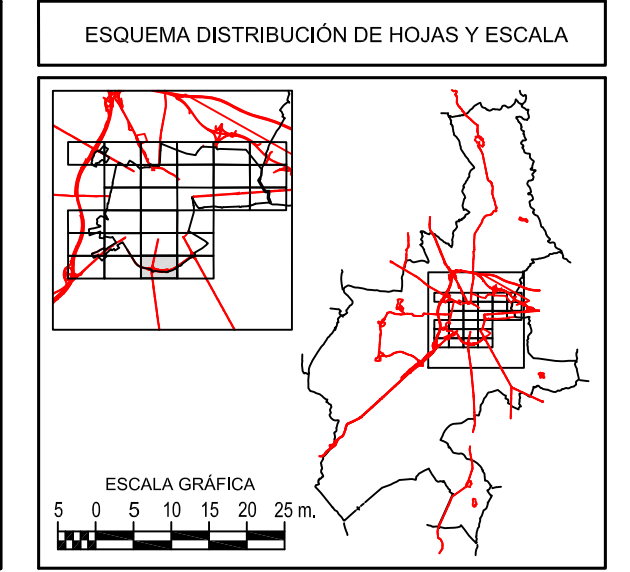 ESQUEMA DISTRIBUCIÓN DE HOJAS Y ESCALA
ESCALA GRÁFICA
5 0 5 10 15 20 25 m.